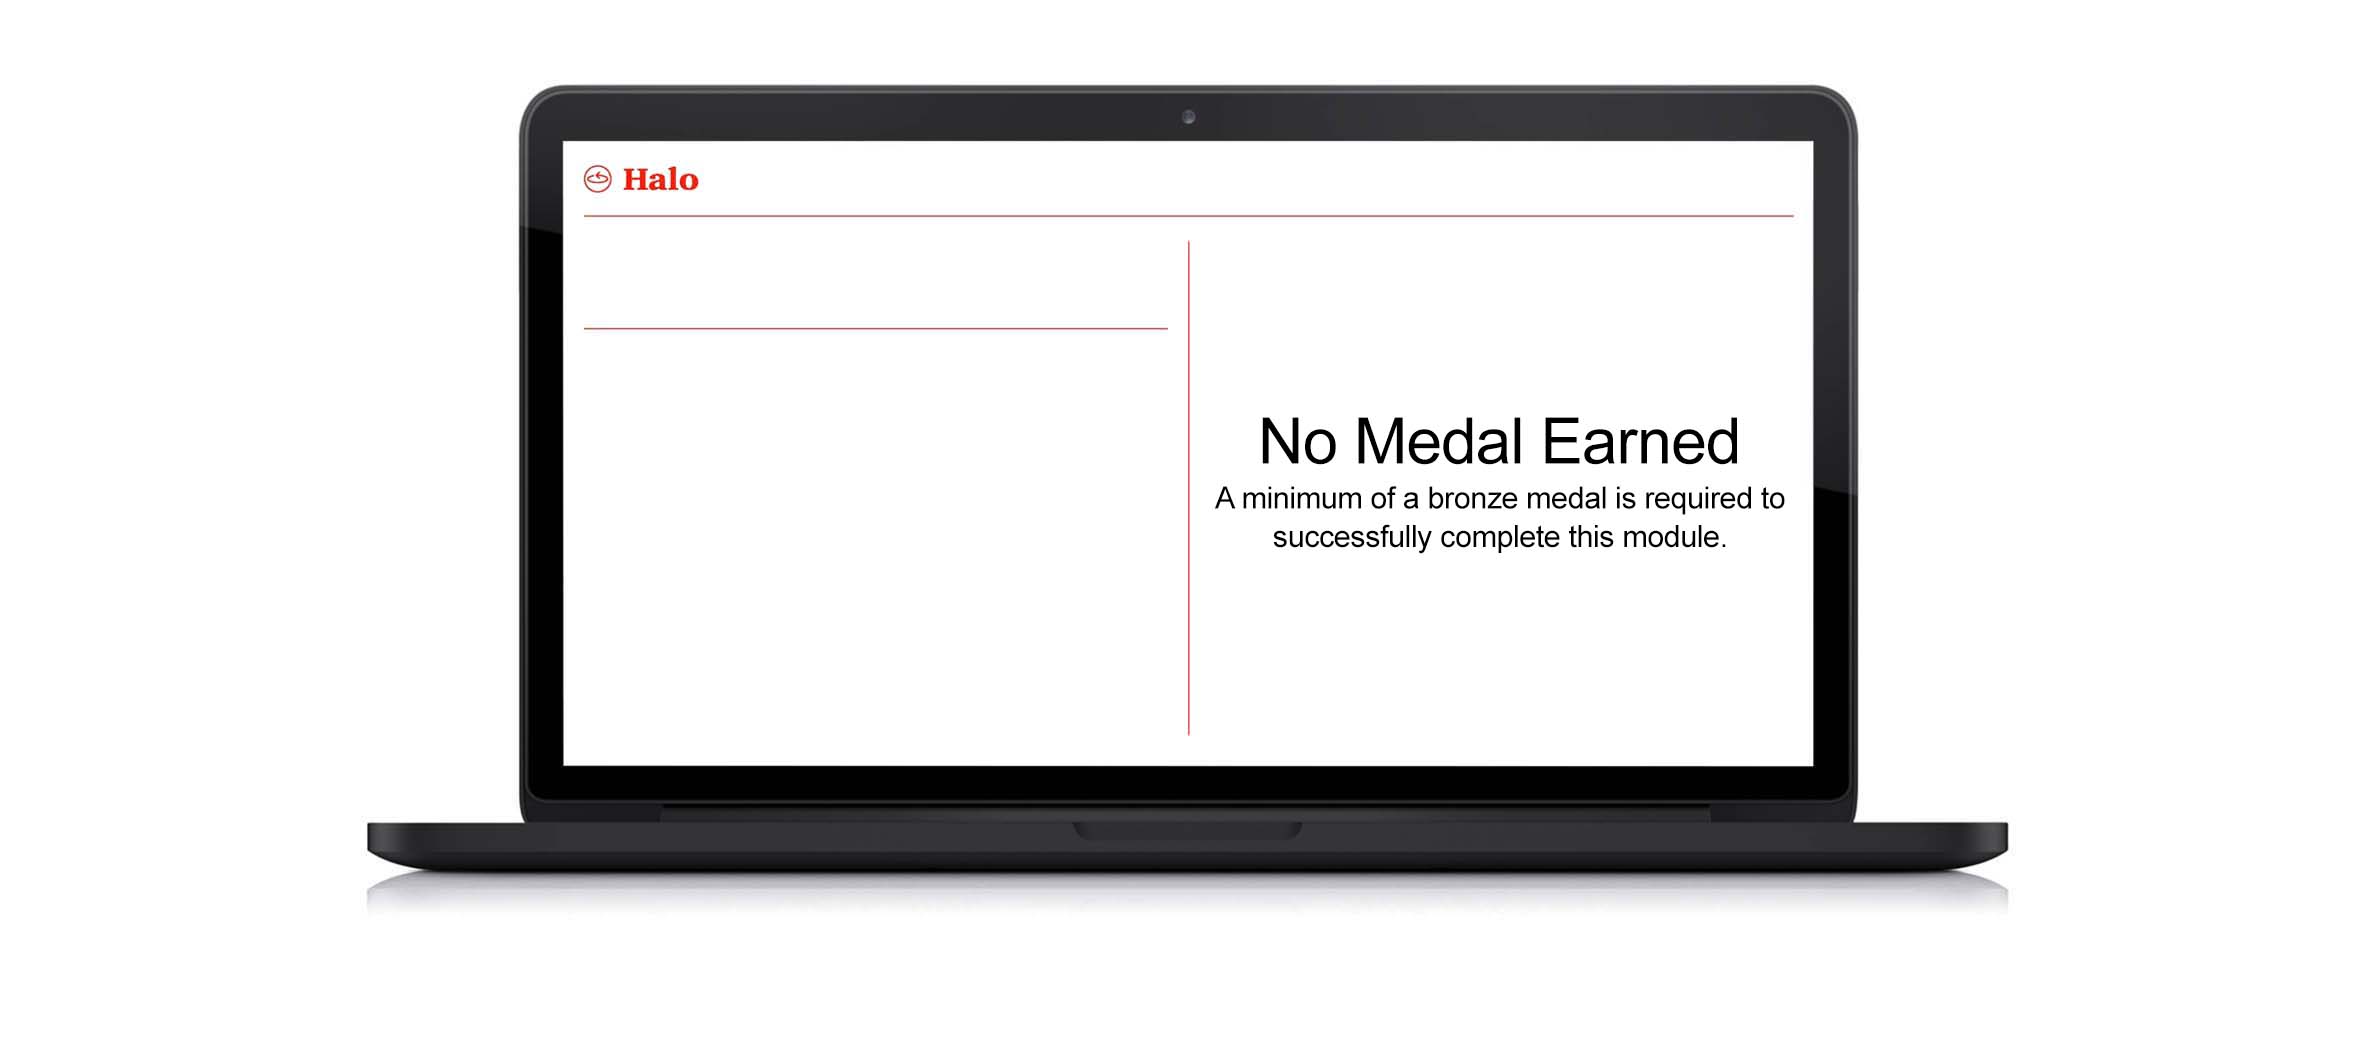 Halo
No Medal Earned
A minimum of a bronze medal is required to
successfully complete this module.